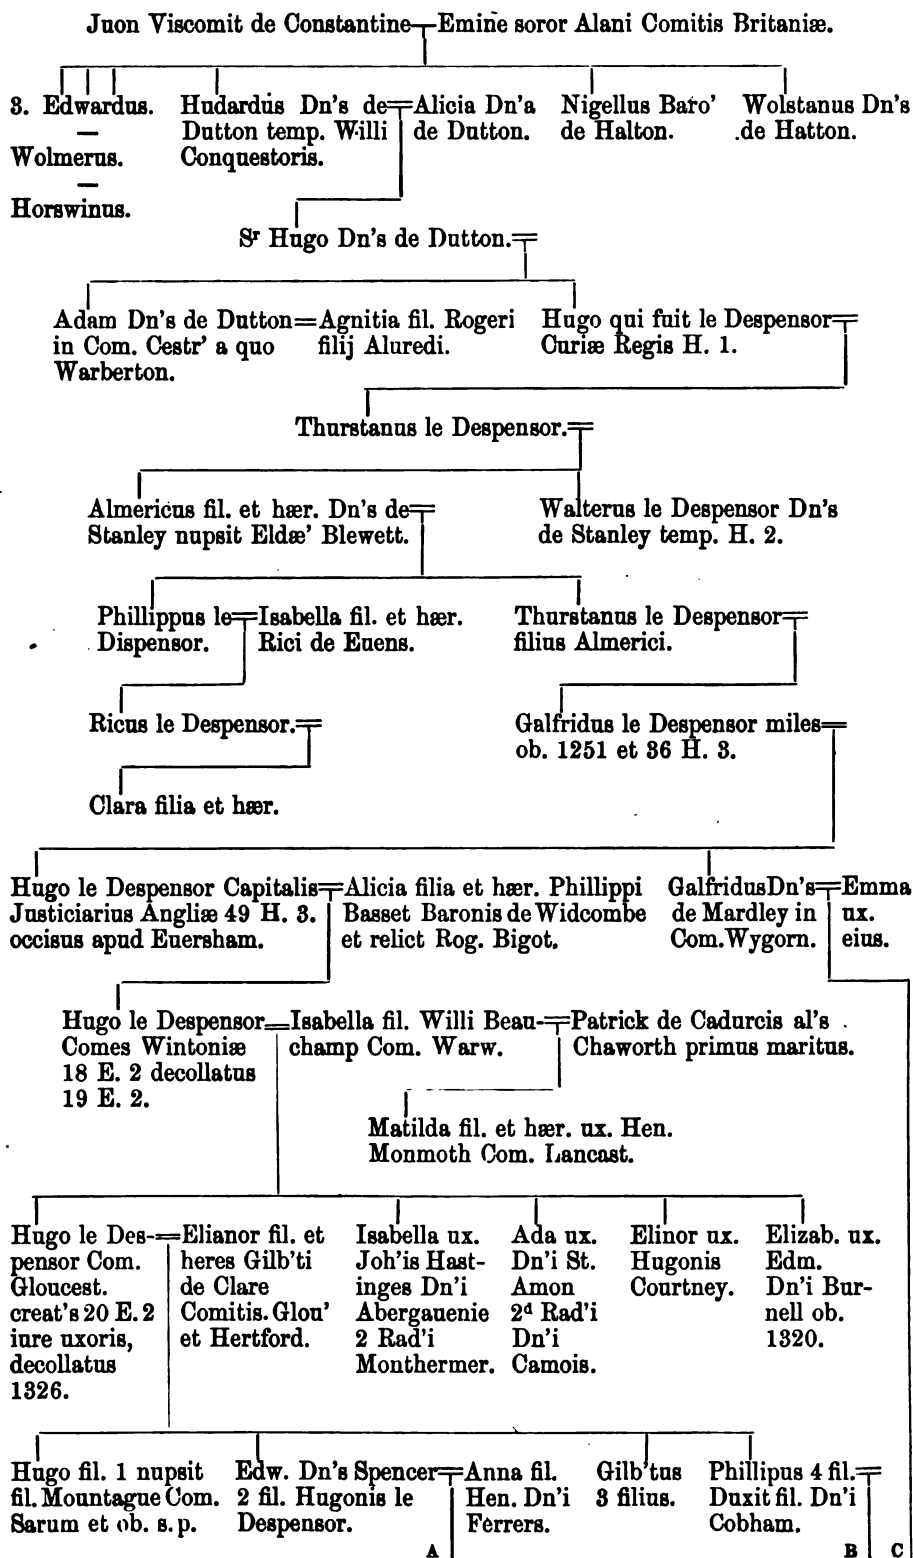 Juon Viscomit de Constantine Emine soror Alani Comitis Britaniæ.
3. Edwardus.
—
Wolmerus.
—
Horswinus.
Hudardus Dn's de
Dutton temp. Willi
Conquestoris.
Alicia Dn'a
de Dutton.
Nigellus Baro'
de Halton.
Wolstanus Dn's
de Hatton.
Sʳ Hugo Dn's de Dutton.
Adam Dn's de Dutton
in Com. Cestr' a quo
Warberton.
Agnitia fil. Rogeri
filij Aluredi.
Hugo qui fuit le Despensor
Curiæ Regis H. 1.
Thurstanus le Despensor.
Almericus fil. et hær. Dn's de
Stanley nupsit Eldæ' Blewett.
Walterus le Despensor Dn's
de Stanley temp. H. 2.
Phillippus le
Dispensor.
Isabella fil. et hær.
Rici de Euens.
Thurstanus le Despensor
filius Almerici.
Ricus le Despensor.
Galfridus le Despensor miles
ob. 1251 et 36 H. 3.
Clara filia et hær.
Hugo le Despensor Capitalis
Justiciarius Angliæ 49 H. 3.
occisus apud Euersham.
Alicia filia et hær. Phillippi
Basset Baronis de Widcombe
et relict Rog. Bigot.
Galfridus Dn's
de Mardley in
Com. Wygorn.
Emma
ux.
eius.
Hugo le Despensor
Comes Wintoniæ
18 E. 2 decollatus
19 E. 2.
Isabella fil. Willi Beau-
champ Com. Warw.
Patrick de Cadurcis al's
Chaworth primus maritus.
Matilda fil. et hær. ux. Hen.
Monmoth Com. Lancast.
Hugo le Des-
pensor Com.
Gloucest.
creat's 20 E. 2
iure uxoris,
decollatus
1326.
Elianor fil. et
heres Gilb'ti
de Clare
Comitis. Glou'
et Hertford.
Isabella ux.
Joh'is Hast-
inges Dn'i
Abergauenie
2 Rad'i
Monthermer.
Ada ux.
Dn'i St.
Amon
2ᵈ Rad'i
Dn'i
Camois.
Elinor ux.
Hugonis
Courtney.
Elizab. ux.
Edm.
Dn'i Bur-
nell ob.
1320.
Hugo fil. 1 nupsit
fil. Mountague Com.
Sarum et ob. s.p.
Edw. Dn's Spencer
2 fil. Hugonis le
Despensor.
Anna fil.
Hen. Dn'i
Ferrers.
Gilb'tus
3 filius.
Phillipus 4 fil.
Duxit fil. Dn'i
Cobham.
A B C